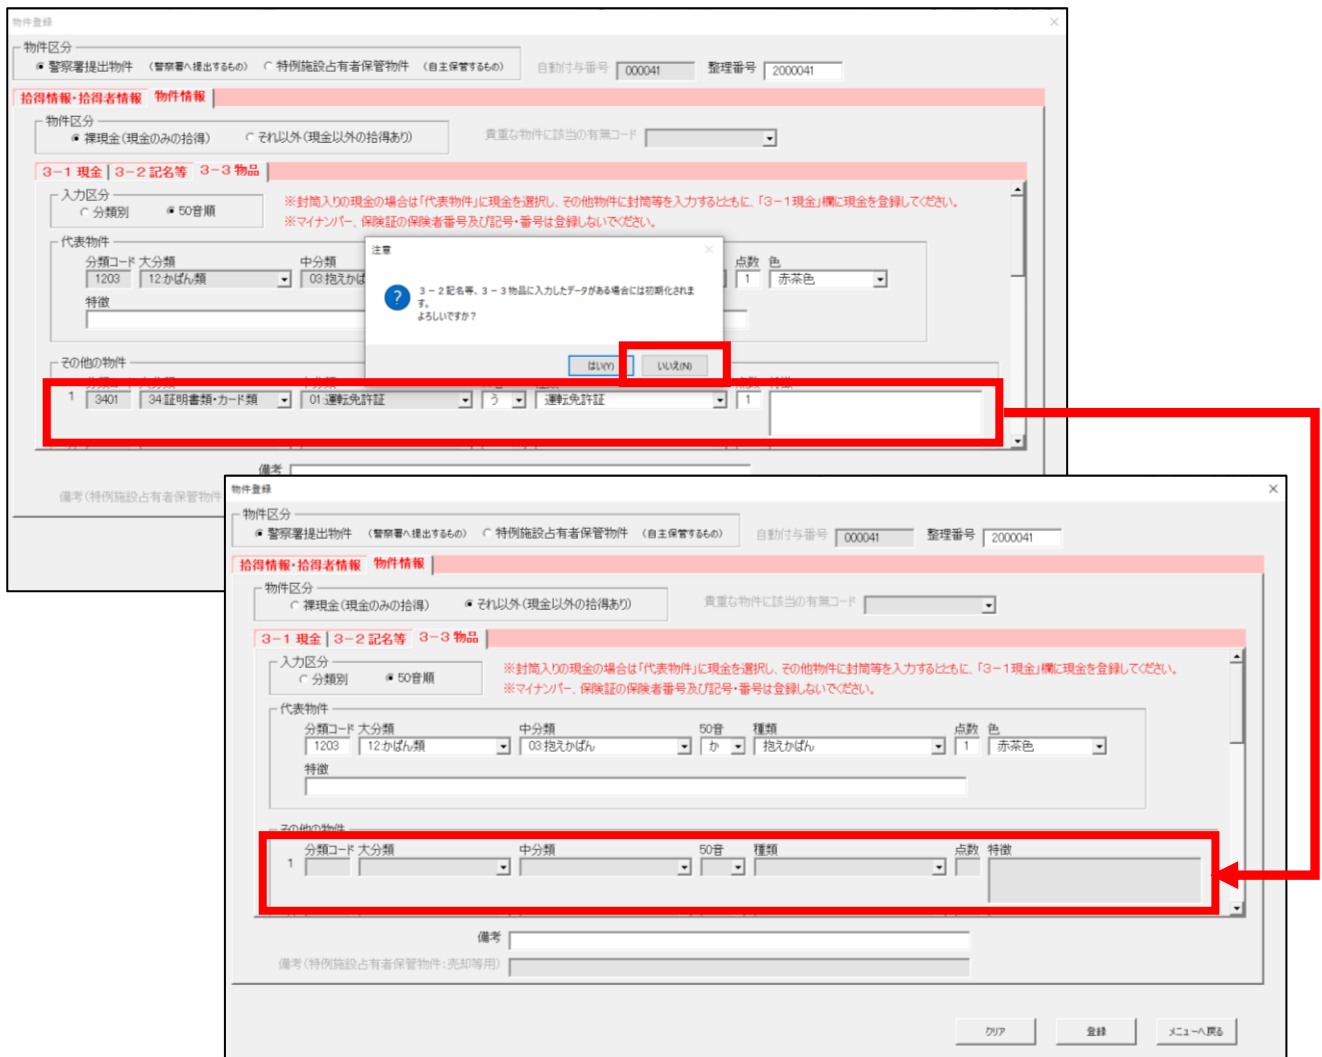 物件登録
物件区分
警察署提出物件 (警察署へ提出するもの) 特例施設占有者保管物件 (自主保管するもの) 自動付与番号 000041 整理番号 2000041
拾得情報・拾得者情報 物件情報
物件区分
裸現金(現金のみの拾得) それ以外(現金以外の拾得あり) 貴重な物件に該当の有無コード
3-1 現金 3-2 記名等 3-3 物品
入力区分
分類別 50音順
※封筒入りの現金の場合は「代表物件」に現金を選択し、その他物件に封筒等を入力するとともに、「3-1現金」欄に現金を登録してください。
※マイナンバー、保険証の保険者番号及び記号・番号は登録しないでください。
代表物件
分類コード 大分類 中分類 点数 色
1203 12:かばん類 03:抱えかば 1 赤茶色
特徴
注意
3-2記名等、3-3物品に入力したデータがある場合には初期化されま
す。
よろしいですか?
はい(Y) いいえ(N)
その他の物件
1 3401 34:証明書類・カード類 01:運転免許証 う 運転免許証 1
備考
備考(特例施設占有者保管物件
物件登録
物件区分
警察署提出物件 (警察署へ提出するもの) 特例施設占有者保管物件 (自主保管するもの) 自動付与番号 000041 整理番号 2000041
拾得情報・拾得者情報 物件情報
物件区分
裸現金(現金のみの拾得) それ以外(現金以外の拾得あり) 貴重な物件に該当の有無コード
3-1 現金 3-2 記名等 3-3 物品
入力区分
分類別 50音順
※封筒入りの現金の場合は「代表物件」に現金を選択し、その他物件に封筒等を入力するとともに、「3-1現金」欄に現金を登録してください。
※マイナンバー、保険証の保険者番号及び記号・番号は登録しないでください。
代表物件
分類コード 大分類 中分類 50音 種類 点数 色
1203 12:かばん類 03:抱えかばん か 抱えかばん 1 赤茶色
特徴
その他の物件
分類コード 大分類 中分類 50音 種類 点数 特徴
1
備考
備考(特例施設占有者保管物件:売却等用)
クリア 登録 メニューへ戻る